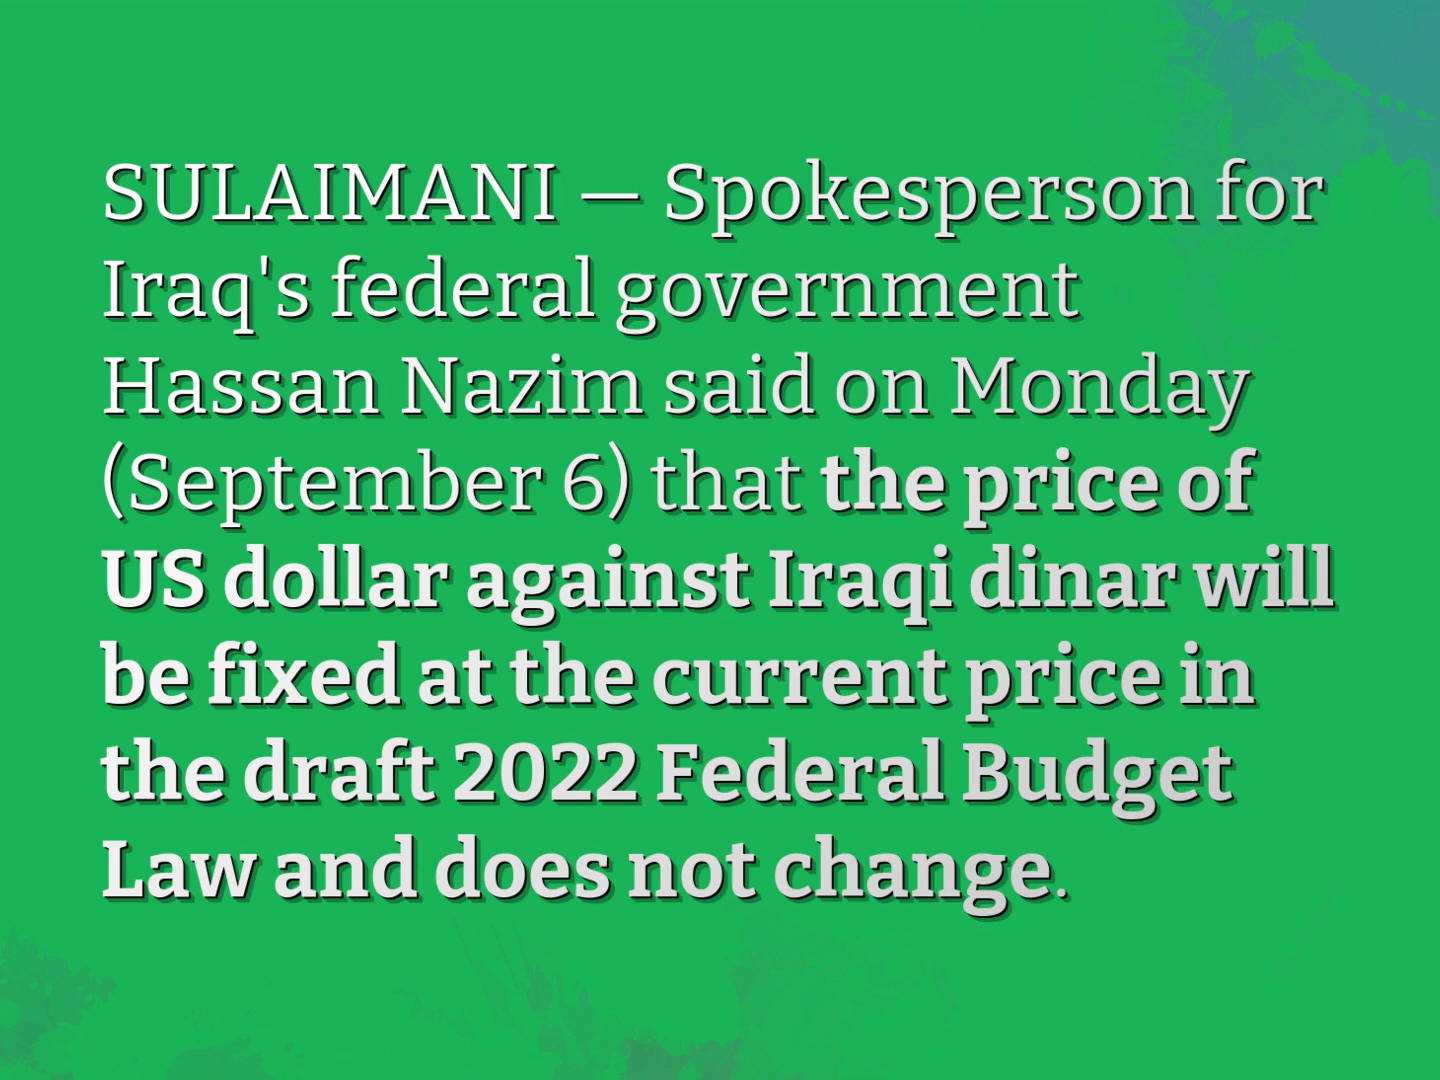 SULAIMANI — Spokesperson for
Iraq's federal government
Hassan Nazim said on Monday
(September 6) that the price of
US dollar against Iraqi dinar will
be fixed at the current price in
the draft 2022 Federal Budget
Law and does not change.